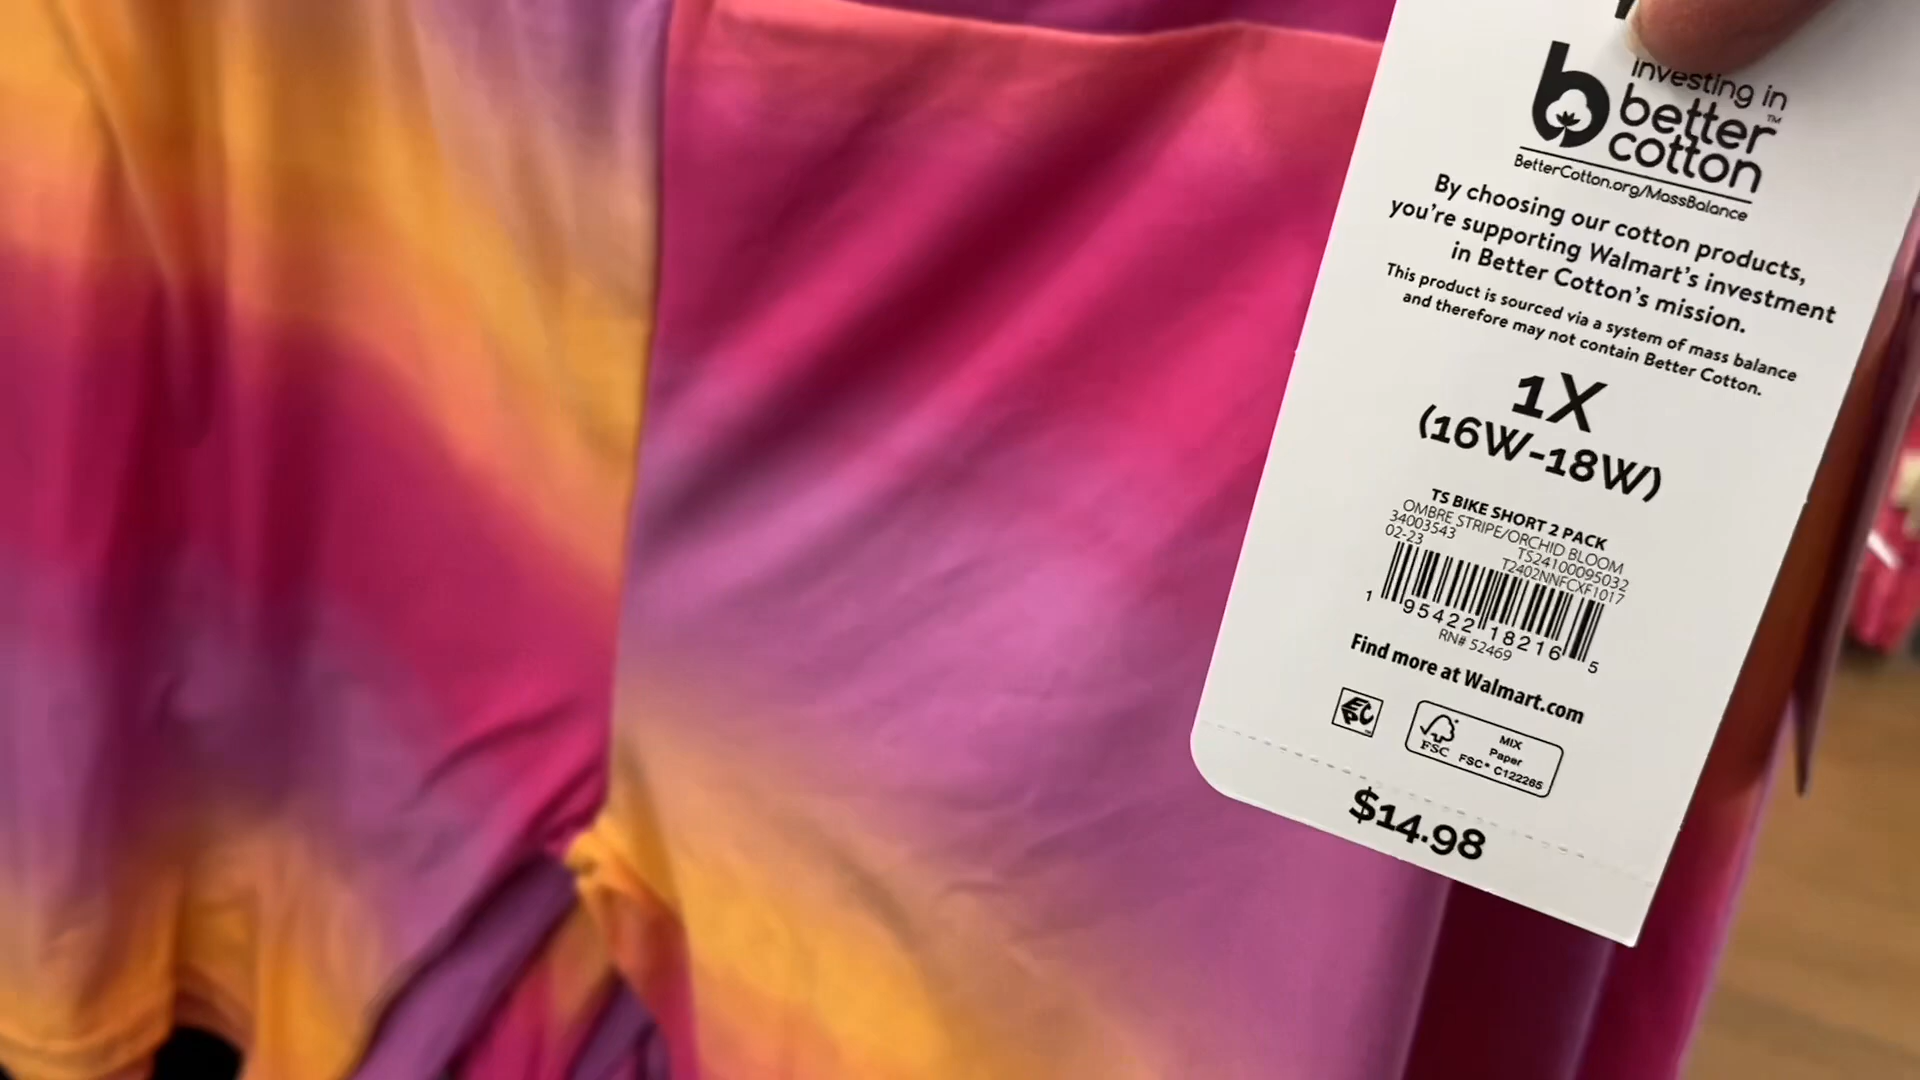 investing in
better™
cotton
BetterCotton.org/MassBalance
By choosing our cotton products,
you're supporting Walmart's investment
in Better Cotton's mission.
This product is sourced via a system of mass balance
and therefore may not contain Better Cotton.
1X
(16W-18W)
TS BIKE SHORT 2 PACK
OMBRE STRIPE/ORCHID BLOOM
34003543 TS24100095032
02-23 T2402NNFCXF1017
1 95422 18216 5
RN# 52469
Find more at Walmart.com
EPC
FSC
MIX
Paper
FSC® C122265
$14.98